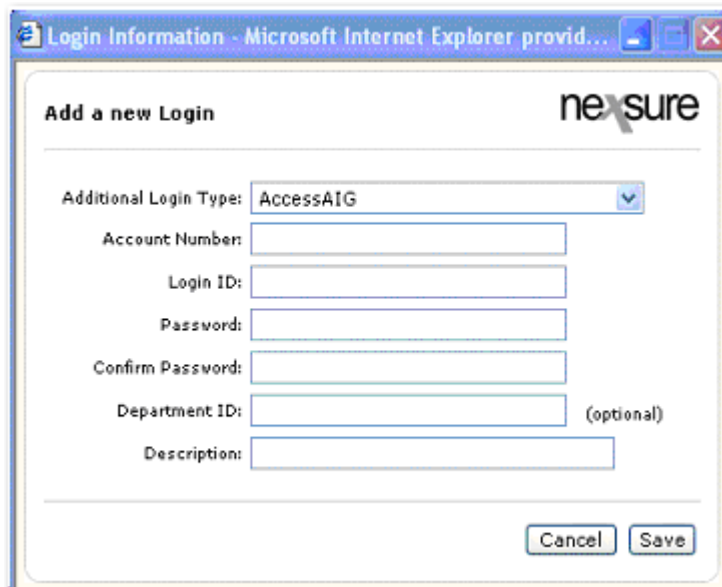 Login Information - Microsoft Internet Explorer provid...
Add a new Login
nexsure
Additional Login Type: AccessAIG
Account Number:
Login ID:
Password:
Confirm Password:
Department ID: (optional)
Description:
Cancel Save